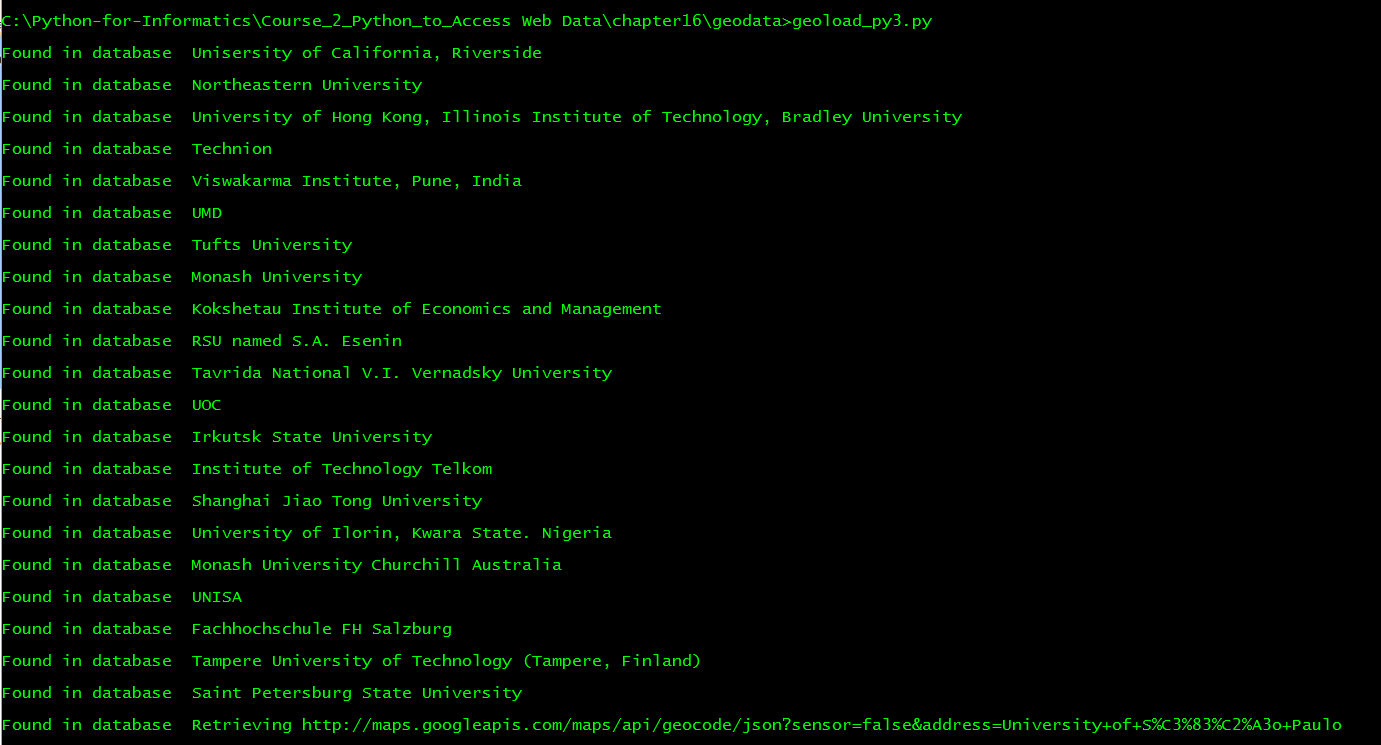 C:\Python-for-Informatics\Course_2_Python_to_Access Web Data\chapter16\geodata>geoload_py3.py
Found in database  Unisersity of California, Riverside
Found in database  Northeastern University
Found in database  University of Hong Kong, Illinois Institute of Technology, Bradley University
Found in database  Technion
Found in database  Viswakarma Institute, Pune, India
Found in database  UMD
Found in database  Tufts University
Found in database  Monash University
Found in database  Kokshetau Institute of Economics and Management
Found in database  RSU named S.A. Esenin
Found in database  Tavrida National V.I. Vernadsky University
Found in database  UOC
Found in database  Irkutsk State University
Found in database  Institute of Technology Telkom
Found in database  Shanghai Jiao Tong University
Found in database  University of Ilorin, Kwara State. Nigeria
Found in database  Monash University Churchill Australia
Found in database  UNISA
Found in database  Fachhochschule FH Salzburg
Found in database  Tampere University of Technology (Tampere, Finland)
Found in database  Saint Petersburg State University
Found in database  Retrieving http://maps.googleapis.com/maps/api/geocode/json?sensor=false&address=University+of+S%C3%83%C2%A3o+Paulo